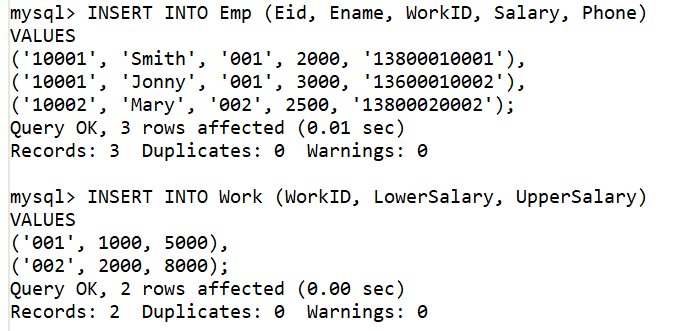 mysql> INSERT INTO Emp (Eid, Ename, WorkID, Salary, Phone)
VALUES
('10001', 'Smith', '001', 2000, '13800010001'),
('10001', 'Jonny', '001', 3000, '13600010002'),
('10002', 'Mary', '002', 2500, '13800020002');
Query OK, 3 rows affected (0.01 sec)
Records: 3  Duplicates: 0  Warnings: 0

mysql> INSERT INTO Work (WorkID, LowerSalary, UpperSalary)
VALUES
('001', 1000, 5000),
('002', 2000, 8000);
Query OK, 2 rows affected (0.00 sec)
Records: 2  Duplicates: 0  Warnings: 0